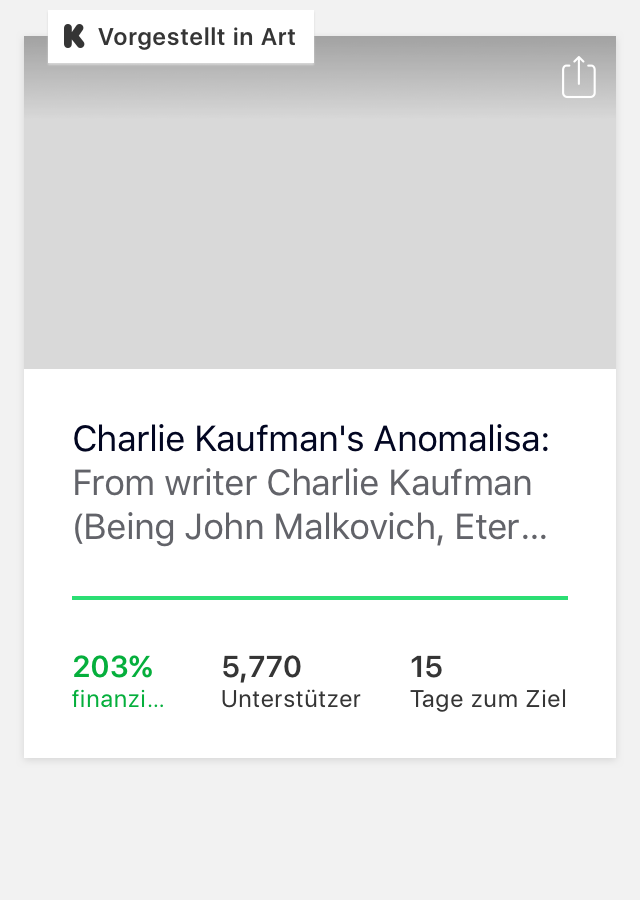 Vorgestellt in Art
Charlie Kaufman's Anomalisa:
From writer Charlie Kaufman
(Being John Malkovich, Eter…
203%
finanzi…
5,770
Unterstützer
15
Tage zum Ziel